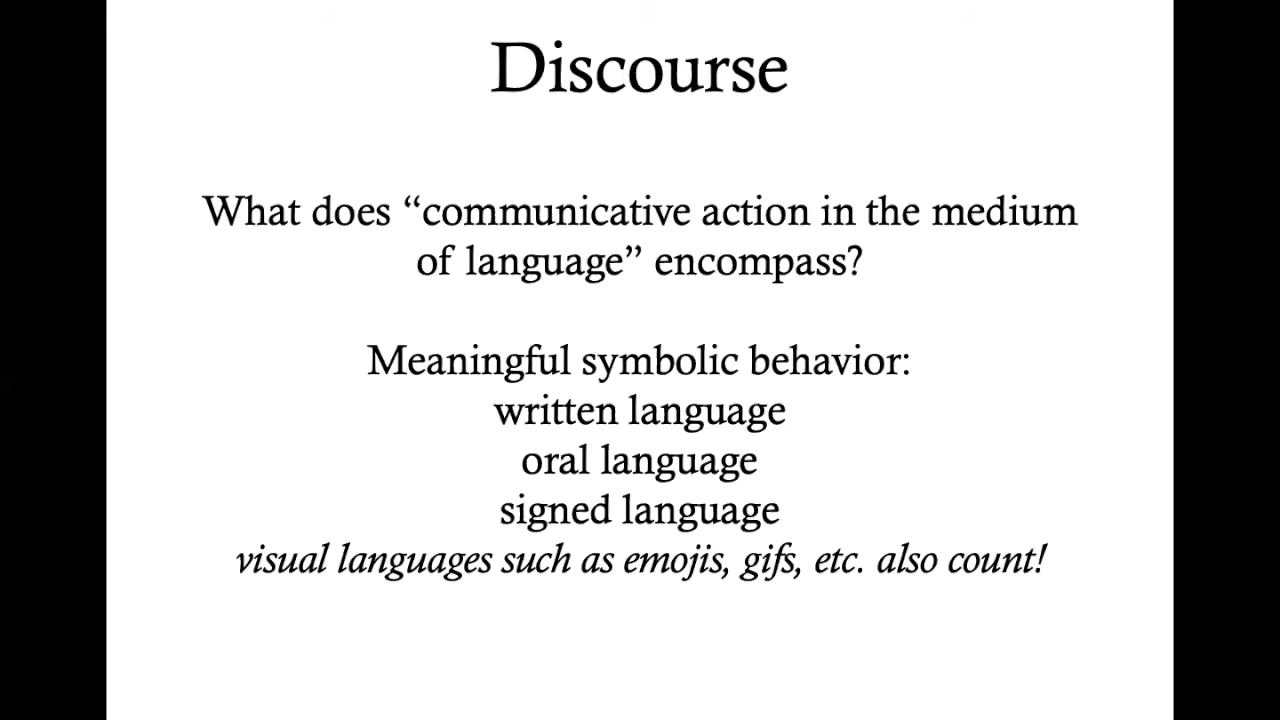 Discourse
What does “communicative action in the medium
of language” encompass?
Meaningful symbolic behavior:
written language
oral language
signed language
visual languages such as emojis, gifs, etc. also count!